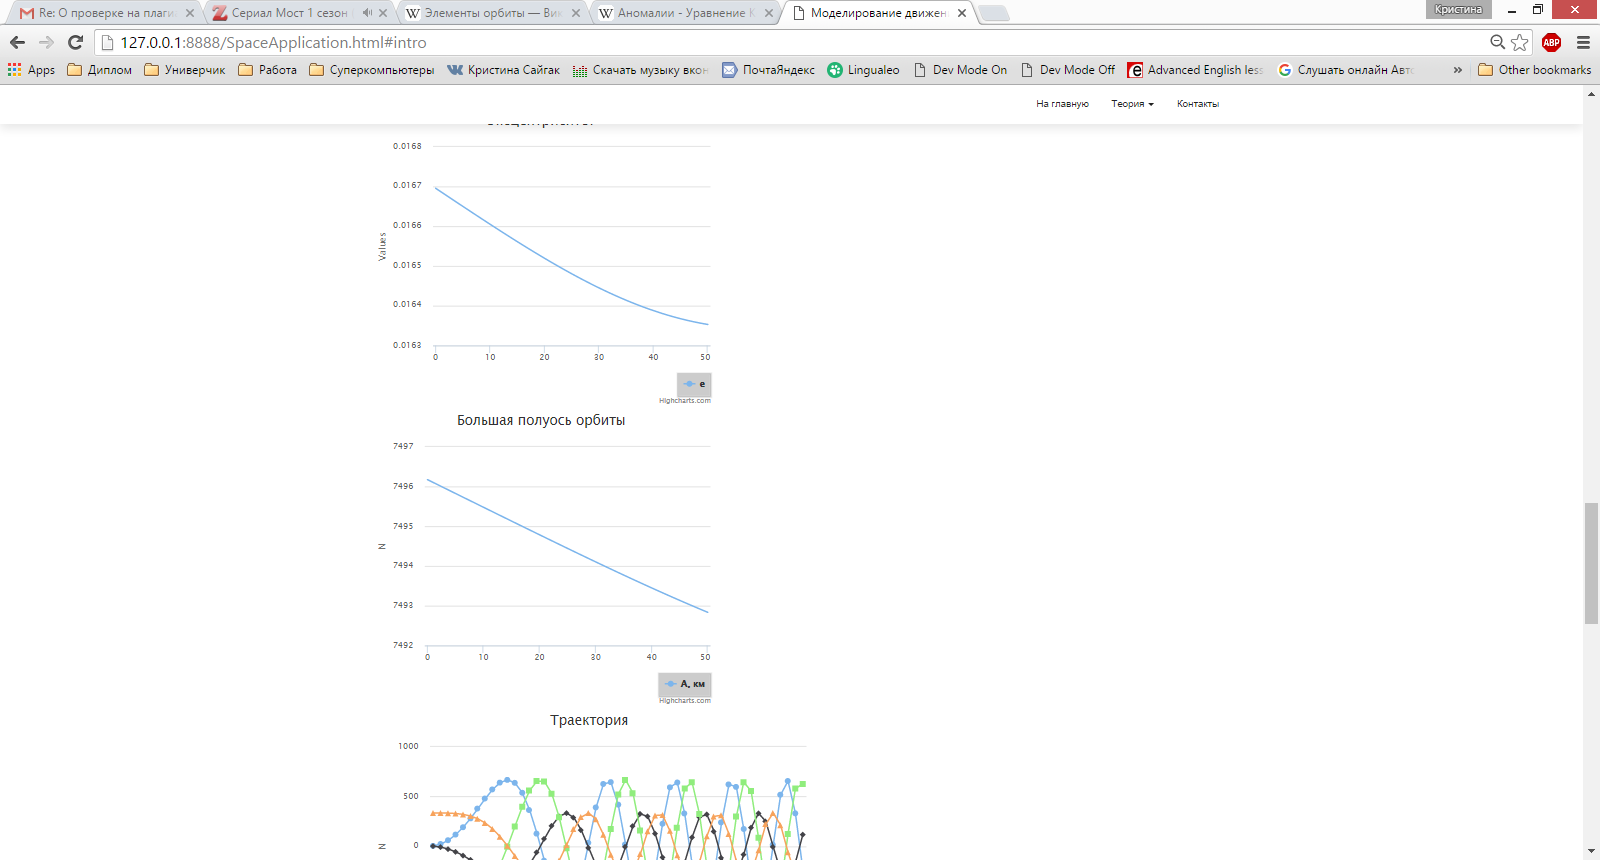 Re: О проверке на плаги
Сериал Мост 1 сезон
Элементы орбиты — Вик
Аномалии - Уравнение К
Моделирование движен
Кристина
127.0.0.1:8888/SpaceApplication.html#intro
ABP
Apps Диплом Универчик Работа Суперкомпьютеры Кристина Сайгак Скачать музыку вкон ПочтаЯндекс Lingualeo Dev Mode On Dev Mode Off Advanced English less Слушать онлайн Авто » Other bookmarks
На главную Теория Контакты
0.0168
0.0167
0.0166
0.0165
0.0164
0.0163
Values
0 10 20 30 40 50
e
Highcharts.com
Большая полуось орбиты
7497
7496
7495
7494
7493
7492
N
0 10 20 30 40 50
A, км
Highcharts.com
Траектория
1000
500
0
N